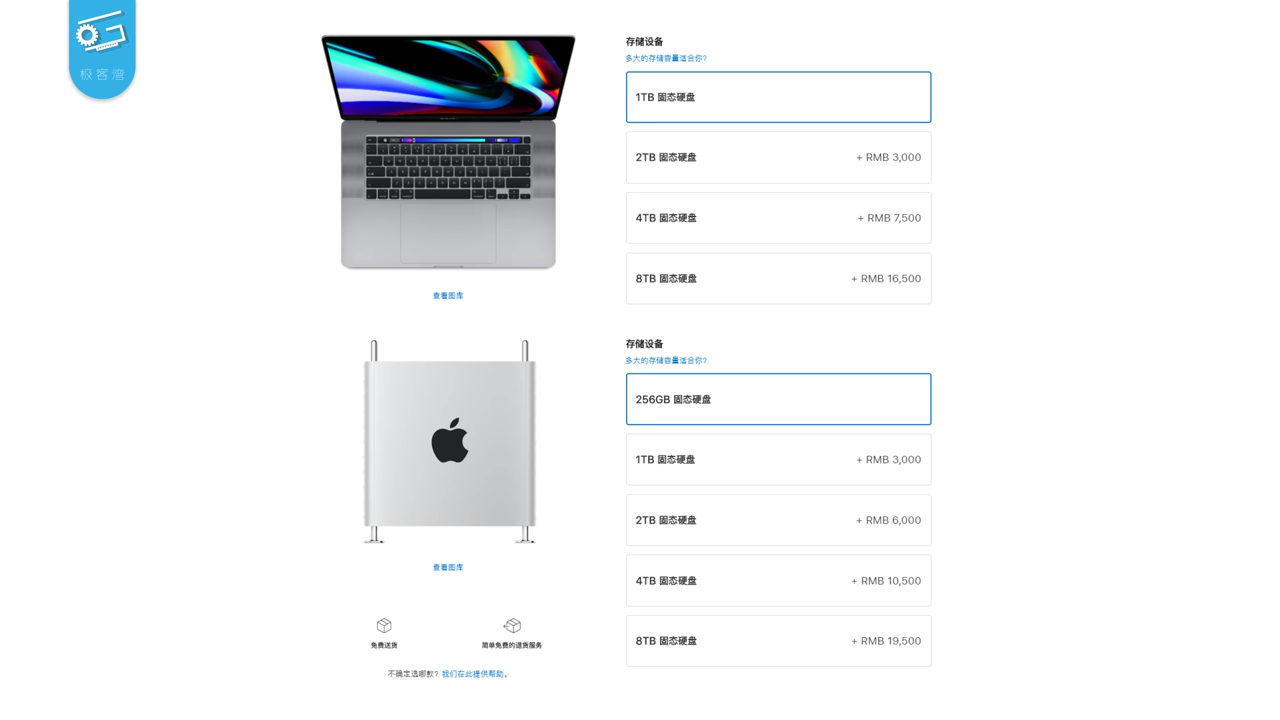 极客湾
存储设备
多大的存储容量适合你?
1TB 固态硬盘
2TB 固态硬盘 + RMB 3,000
4TB 固态硬盘 + RMB 7,500
8TB 固态硬盘 + RMB 16,500
查看图库
存储设备
多大的存储容量适合你?
256GB 固态硬盘
1TB 固态硬盘 + RMB 3,000
2TB 固态硬盘 + RMB 6,000
4TB 固态硬盘 + RMB 10,500
8TB 固态硬盘 + RMB 19,500
查看图库
免费送货
简单免费的退货服务
不确定选哪款? 我们在此提供帮助。